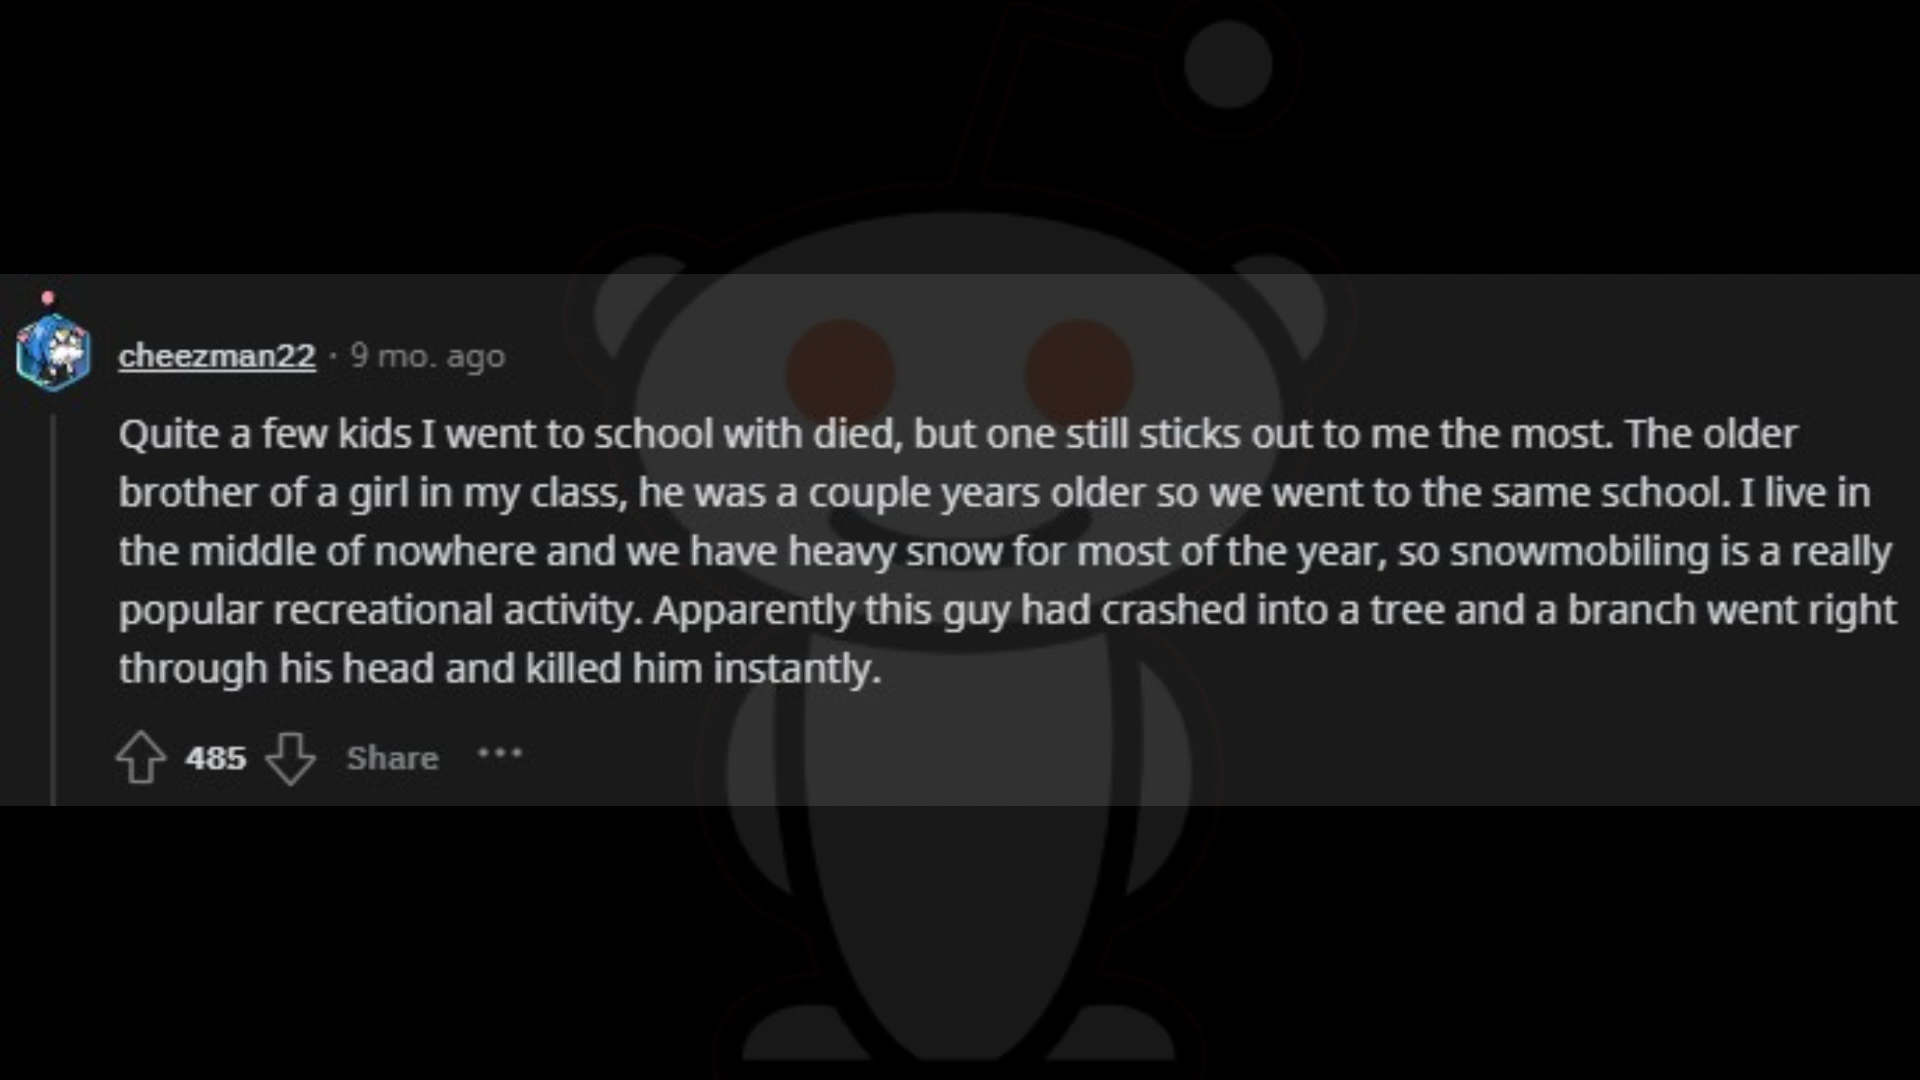 cheezman22 · 9 mo. ago
Quite a few kids I went to school with died, but one still sticks out to me the most. The older
brother of a girl in my class, he was a couple years older so we went to the same school. I live in
the middle of nowhere and we have heavy snow for most of the year, so snowmobiling is a really
popular recreational activity. Apparently this guy had crashed into a tree and a branch went right
through his head and killed him instantly.
485 Share ···